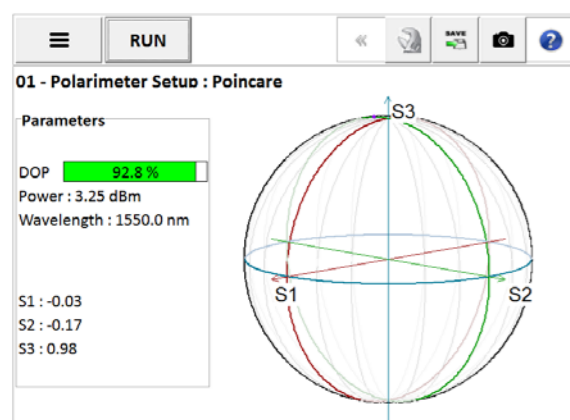 RUN
«
SAVE
?
01 - Polarimeter Setup : Poincare
Parameters
DOP 92.8 %
Power : 3.25 dBm
Wavelength : 1550.0 nm
S1 : -0.03
S2 : -0.17
S3 : 0.98
S3
S1
S2